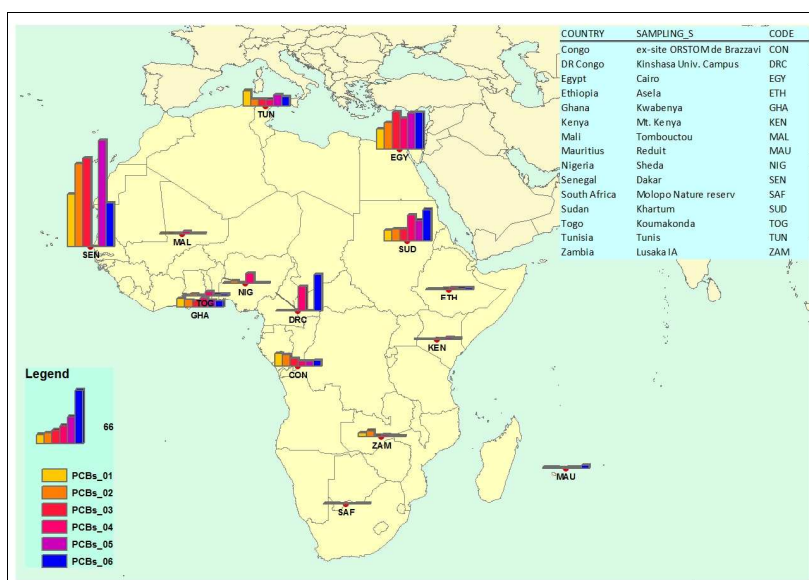 COUNTRY SAMPLING_S CODE
Congo ex-site ORSTOM de Brazzavi CON
DR Congo Kinshasa Univ. Campus DRC
Egypt Cairo EGY
Ethiopia Asela ETH
Ghana Kwabenya GHA
Kenya Mt. Kenya KEN
Mali Tombouctou MAL
Mauritius Reduit MAU
Nigeria Sheda NIG
Senegal Dakar SEN
South Africa Molopo Nature reserv SAF
Sudan Khartum SUD
Togo Koumakonda TOG
Tunisia Tunis TUN
Zambia Lusaka IA ZAM
TUN
EGY
SEN
MAL
SUD
NIG
ETH
TOG
GHA
DRC
KEN
CON
ZAM
MAU
SAF
Legend
66
PCBs_01
PCBs_02
PCBs_03
PCBs_04
PCBs_05
PCBs_06